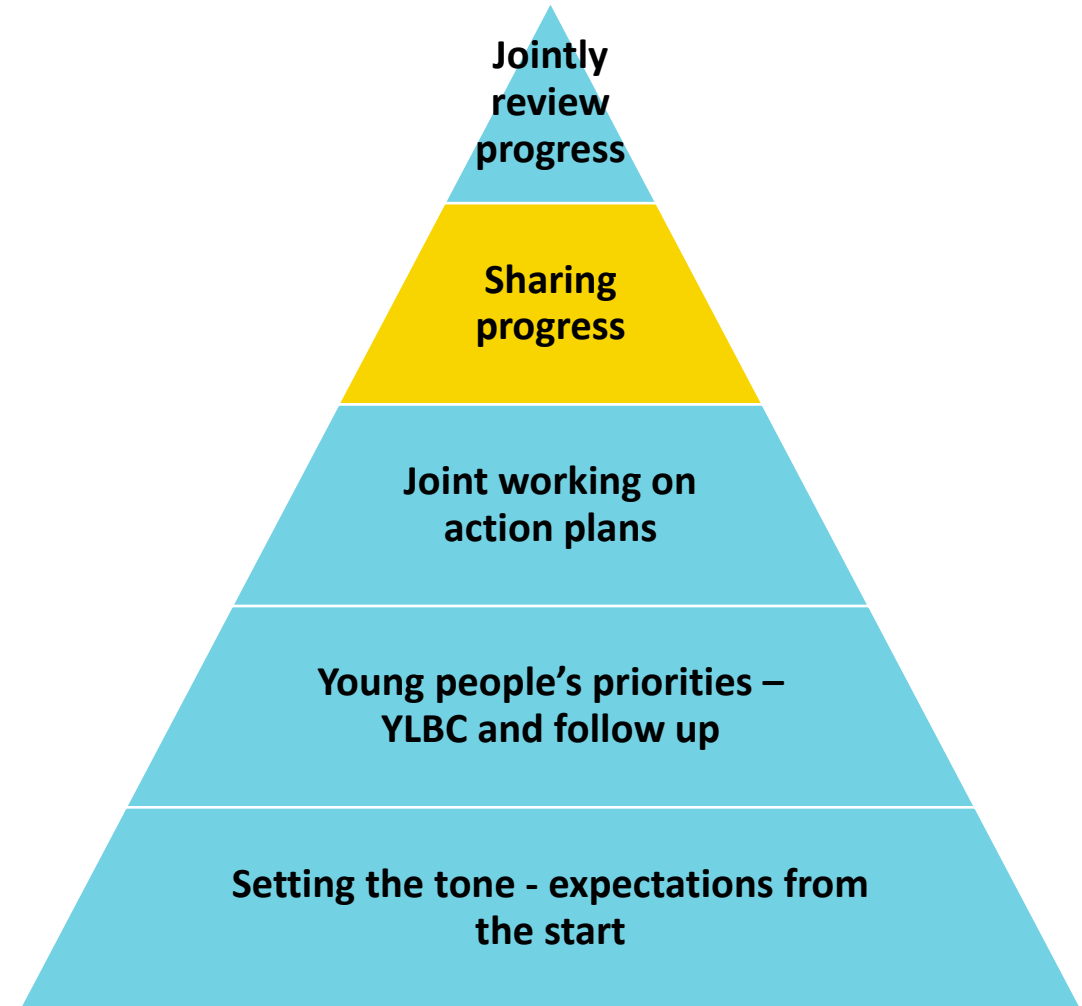 Jointly
review
progress
Sharing
progress
Joint working on
action plans
Young people’s priorities –
YLBC and follow up
Setting the tone - expectations from
the start